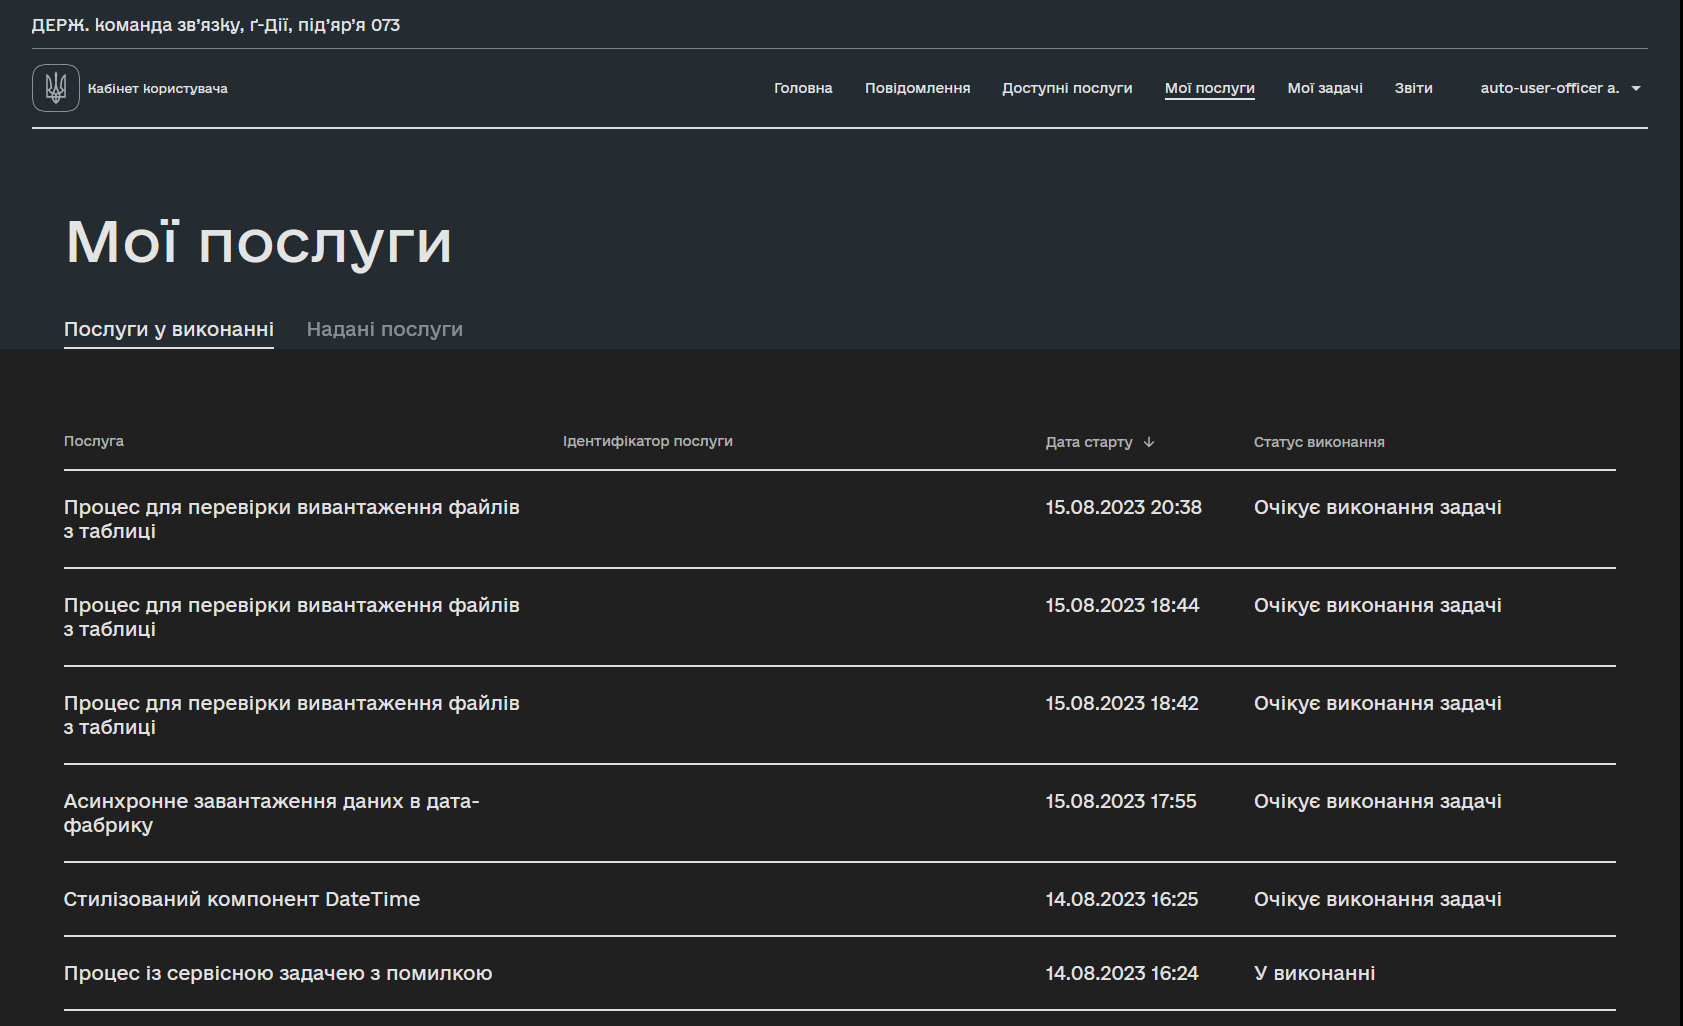 ДЕРЖ. команда зв’язку, ґ-Дії, під’яр’я 073
Кабінет користувача
Головна Повідомлення Доступні послуги Мої послуги Мої задачі Звіти auto-user-officer a.
Мої послуги
Послуги у виконанні Надані послуги
Послуга Ідентифікатор послуги Дата старту Статус виконання
Процес для перевірки вивантаження файлів 15.08.2023 20:38 Очікує виконання задачі
з таблиці
Процес для перевірки вивантаження файлів 15.08.2023 18:44 Очікує виконання задачі
з таблиці
Процес для перевірки вивантаження файлів 15.08.2023 18:42 Очікує виконання задачі
з таблиці
Асинхронне завантаження даних в дата- 15.08.2023 17:55 Очікує виконання задачі
фабрику
Стилізований компонент DateTime 14.08.2023 16:25 Очікує виконання задачі
Процес із сервісною задачею з помилкою 14.08.2023 16:24 У виконанні